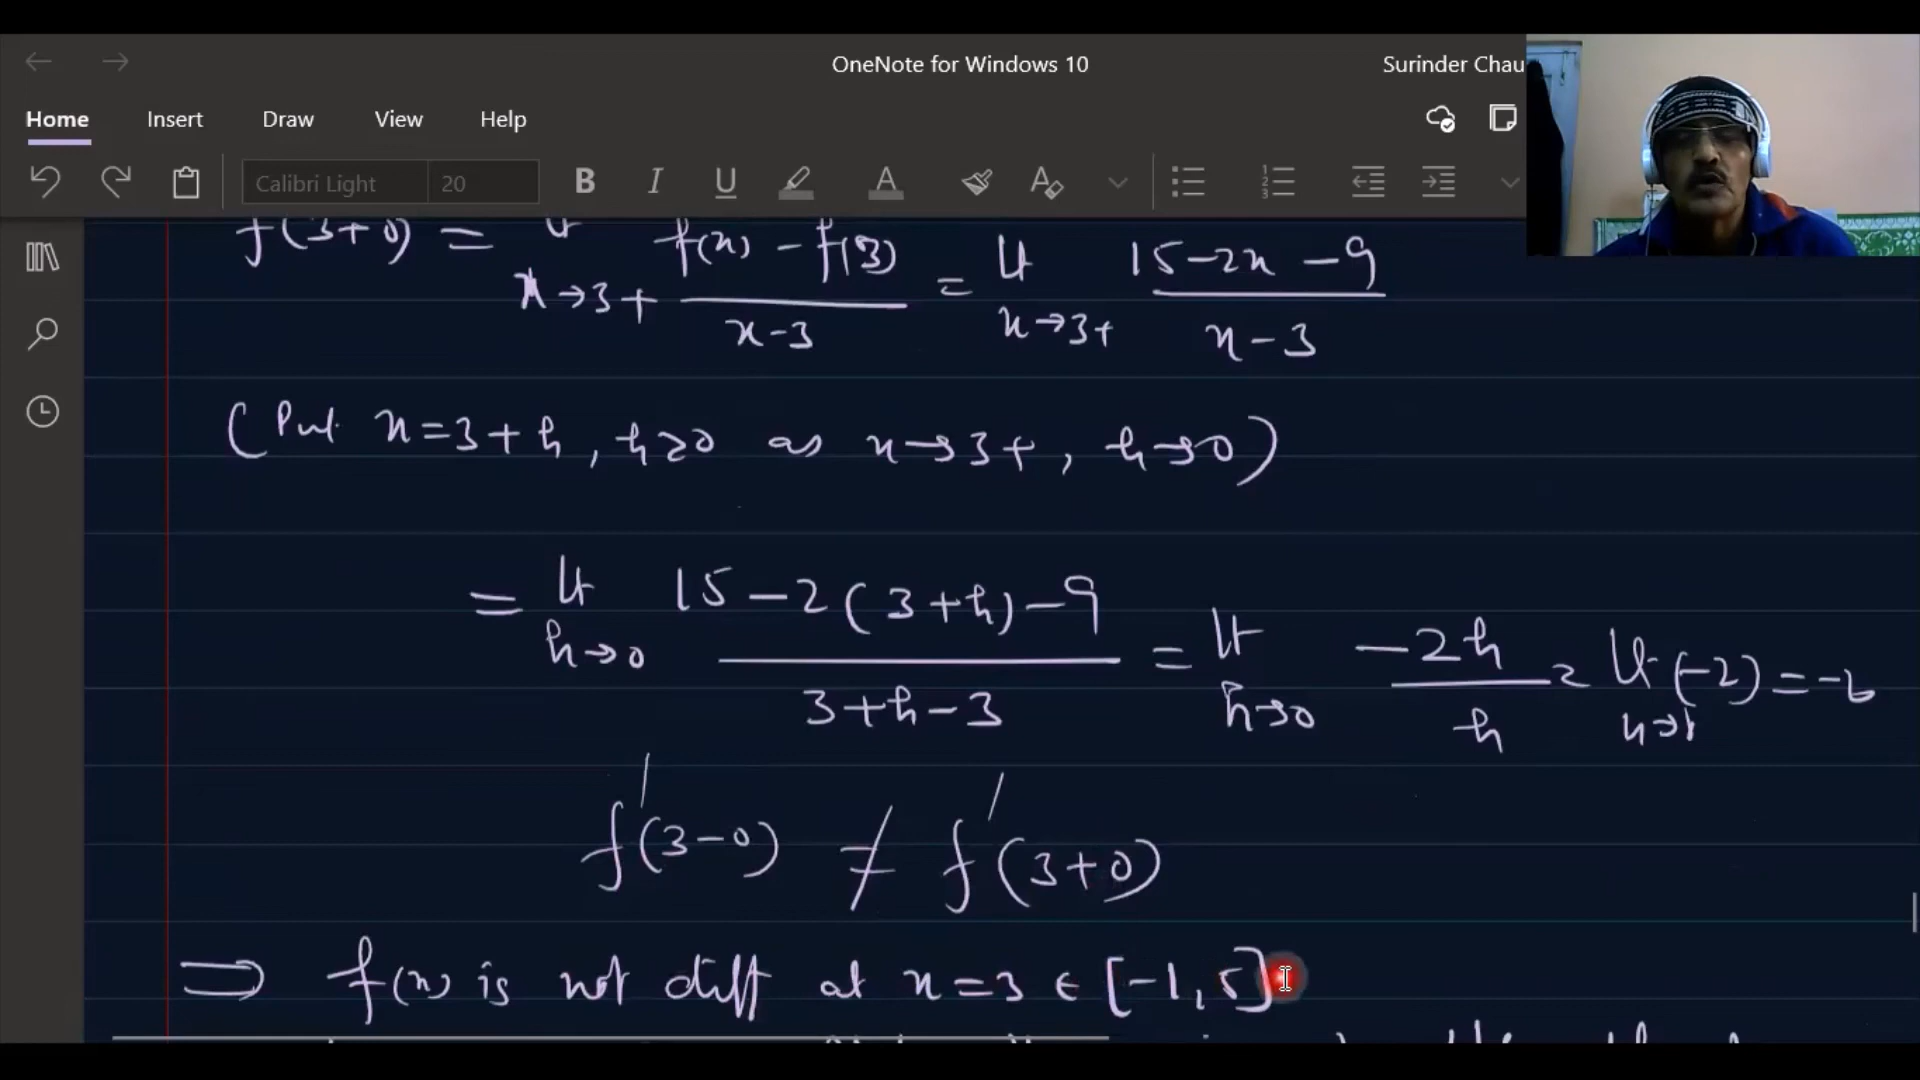 OneNote for Windows 10
Surinder Chau
Home Insert Draw View Help
Calibri Light 20 B I U A A
f(3+0) = lt x→3+ f(x) - f(3) / x-3 = lt x→3+ 15-2x-9 / x-3
(Put x=3+h, h>0 as x→3+, h→0)
= lt h→0 15-2(3+h)-9 / 3+h-3 = lt h→0 -2h / h = lt (-2) = -2
f'(3-0) ≠ f'(3+0)
⇒ f(x) is not diff at x=3 ∈ [-1,5]